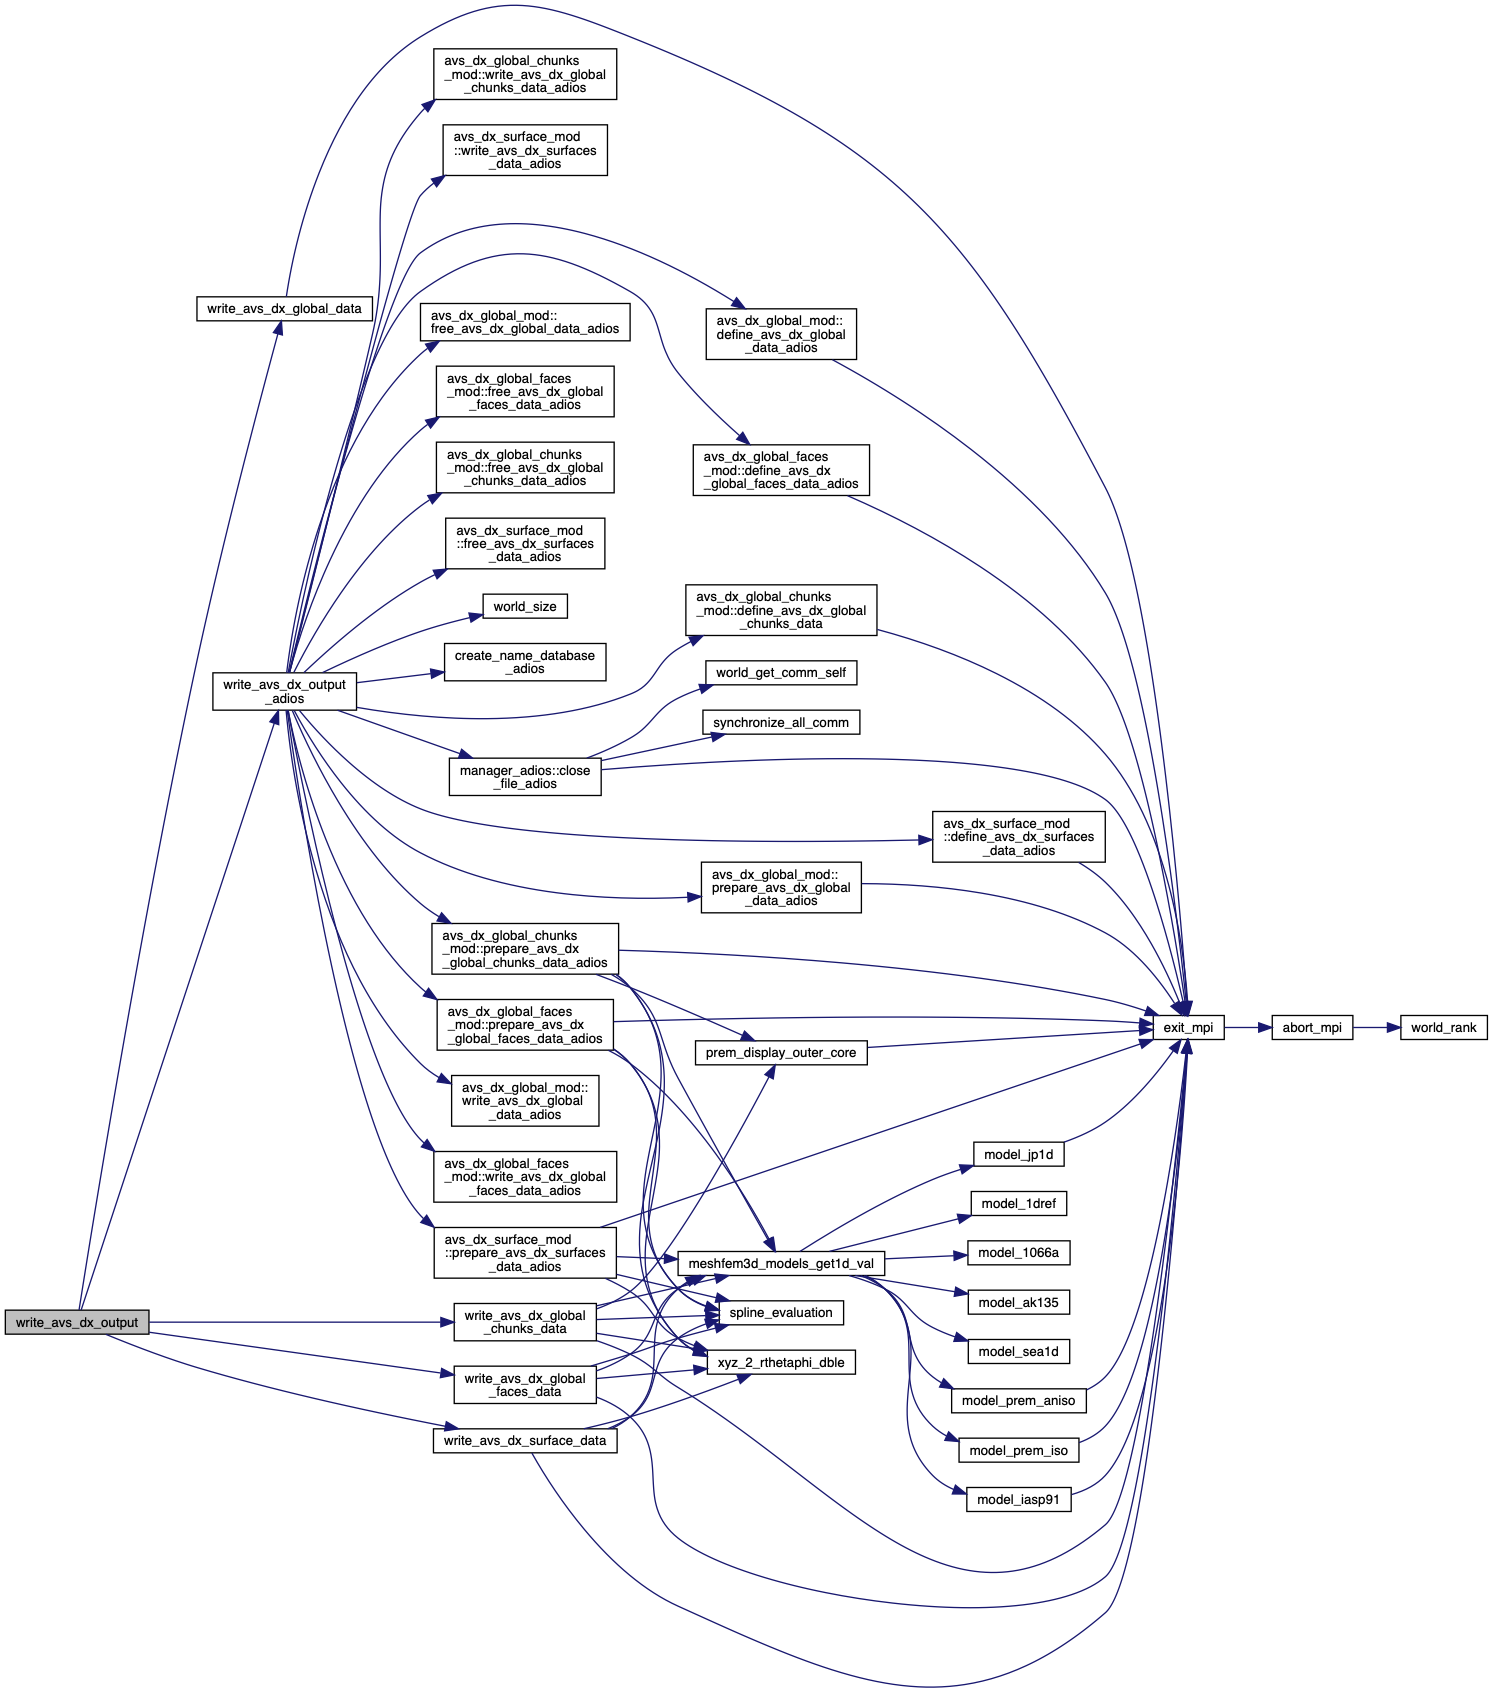 avs_dx_global_chunks
_mod::write_avs_dx_global
_chunks_data_adios
avs_dx_surface_mod
::write_avs_dx_surfaces
_data_adios
write_avs_dx_global_data
avs_dx_global_mod::
free_avs_dx_global_data_adios
avs_dx_global_mod::
define_avs_dx_global
_data_adios
avs_dx_global_faces
_mod::free_avs_dx_global
_faces_data_adios
avs_dx_global_chunks
_mod::free_avs_dx_global
_chunks_data_adios
avs_dx_global_faces
_mod::define_avs_dx
_global_faces_data_adios
avs_dx_surface_mod
::free_avs_dx_surfaces
_data_adios
world_size
avs_dx_global_chunks
_mod::define_avs_dx_global
_chunks_data
create_name_database
_adios
write_avs_dx_output
_adios
world_get_comm_self
synchronize_all_comm
manager_adios::close
_file_adios
avs_dx_surface_mod
::define_avs_dx_surfaces
_data_adios
avs_dx_global_mod::
prepare_avs_dx_global
_data_adios
avs_dx_global_chunks
_mod::prepare_avs_dx
_global_chunks_data_adios
avs_dx_global_faces
_mod::prepare_avs_dx
_global_faces_data_adios
exit_mpi
abort_mpi
world_rank
prem_display_outer_core
avs_dx_global_mod::
write_avs_dx_global
_data_adios
avs_dx_global_faces
_mod::write_avs_dx_global
_faces_data_adios
model_jp1d
model_1dref
avs_dx_surface_mod
::prepare_avs_dx_surfaces
_data_adios
meshfem3d_models_get1d_val
model_1066a
model_ak135
write_avs_dx_output
write_avs_dx_global
_chunks_data
spline_evaluation
model_sea1d
xyz_2_rthetaphi_dble
write_avs_dx_global
_faces_data
model_prem_aniso
write_avs_dx_surface_data
model_prem_iso
model_iasp91